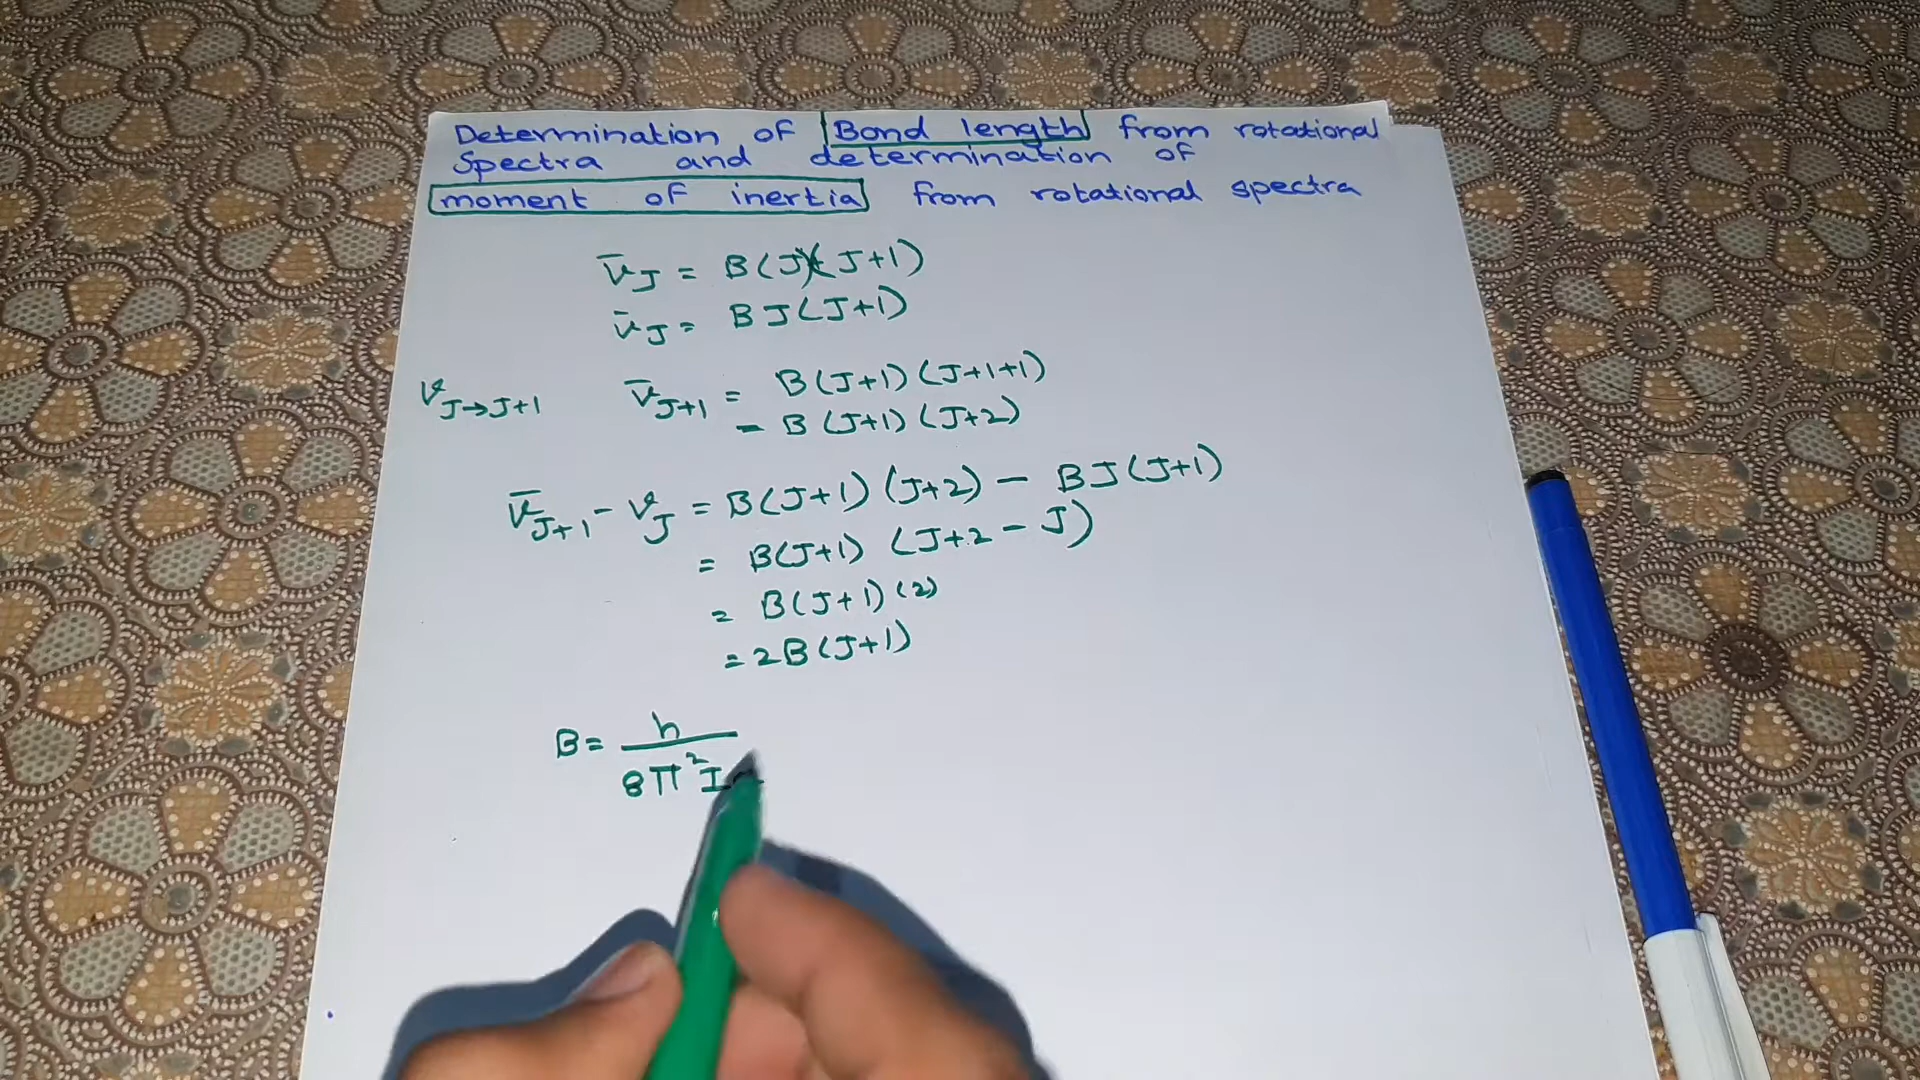 Determination of Bond length from rotational
Spectra and determination of
moment of inertia from rotational spectra
ν̄J = B(J)(J+1)
ν̄J = BJ(J+1)
νJ→J+1 ν̄J+1 = B(J+1)(J+1+1)
= B(J+1)(J+2)
ν̄J+1 - νJ = B(J+1)(J+2) - BJ(J+1)
= B(J+1)(J+2-J)
= B(J+1)(2)
= 2B(J+1)
B = h
8π²I